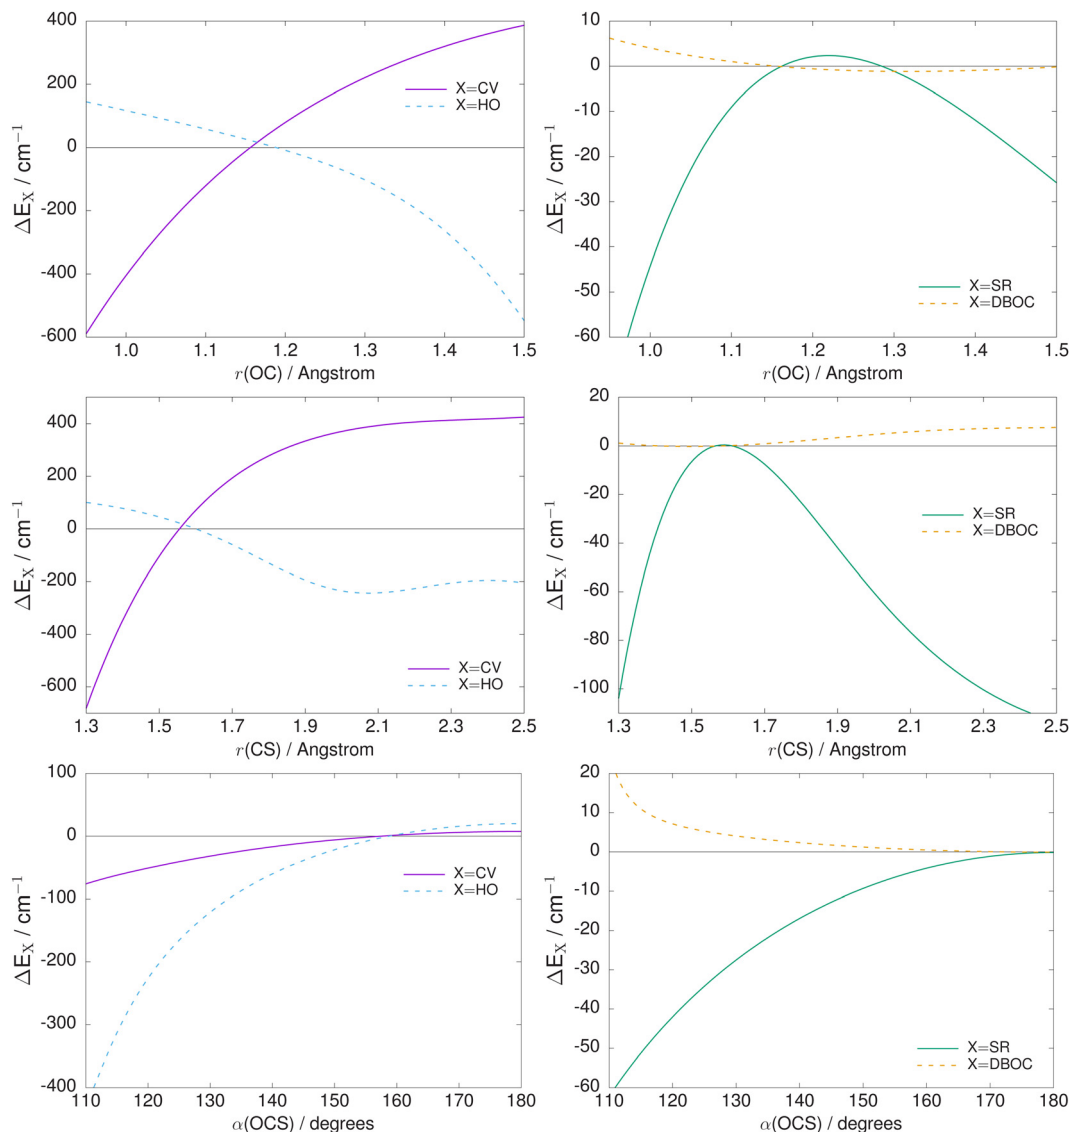 400
200
0
-200
-400
-600
ΔE_X / cm⁻¹
X=CV
X=HO
1.0 1.1 1.2 1.3 1.4 1.5
r(OC) / Angstrom
10
0
-10
-20
-30
-40
-50
-60
ΔE_X / cm⁻¹
X=SR
X=DBOC
1.0 1.1 1.2 1.3 1.4 1.5
r(OC) / Angstrom
400
200
0
-200
-400
-600
ΔE_X / cm⁻¹
X=CV
X=HO
1.3 1.5 1.7 1.9 2.1 2.3 2.5
r(CS) / Angstrom
20
0
-20
-40
-60
-80
-100
ΔE_X / cm⁻¹
X=SR
X=DBOC
1.3 1.5 1.7 1.9 2.1 2.3 2.5
r(CS) / Angstrom
100
0
-100
-200
-300
-400
ΔE_X / cm⁻¹
X=CV
X=HO
110 120 130 140 150 160 170 180
α(OCS) / degrees
20
10
0
-10
-20
-30
-40
-50
-60
ΔE_X / cm⁻¹
X=SR
X=DBOC
110 120 130 140 150 160 170 180
α(OCS) / degrees